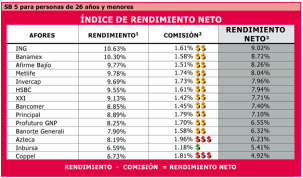 SB 5 para personas de 26 años y menores
ÍNDICE DE RENDIMIENTO NETO
AFORES RENDIMIENTO¹ COMISIÓN² RENDIMIENTO NETO³
ING 10.63% 1.61% $$ 9.02%
Banamex 10.30% 1.58% $$ 8.72%
Afirme Bajío 9.77% 1.51% $$ 8.26%
Metlife 9.78% 1.74% $$ 8.04%
Invercap 9.69% 1.73% $$ 7.96%
HSBC 9.55% 1.61% $$ 7.94%
XXI 9.13% 1.42% $$ 7.71%
Bancomer 8.85% 1.45% $$ 7.40%
Principal 8.89% 1.79% $$ 7.10%
Profuturo GNP 8.25% 1.70% $$ 6.55%
Banorte Generali 7.90% 1.58% $$ 6.32%
Azteca 8.19% 1.96% $$$ 6.23%
Inbursa 6.59% 1.18% $ 5.41%
Coppel 6.73% 1.81% $$$ 4.92%
RENDIMIENTO - COMISIÓN = RENDIMIENTO NETO